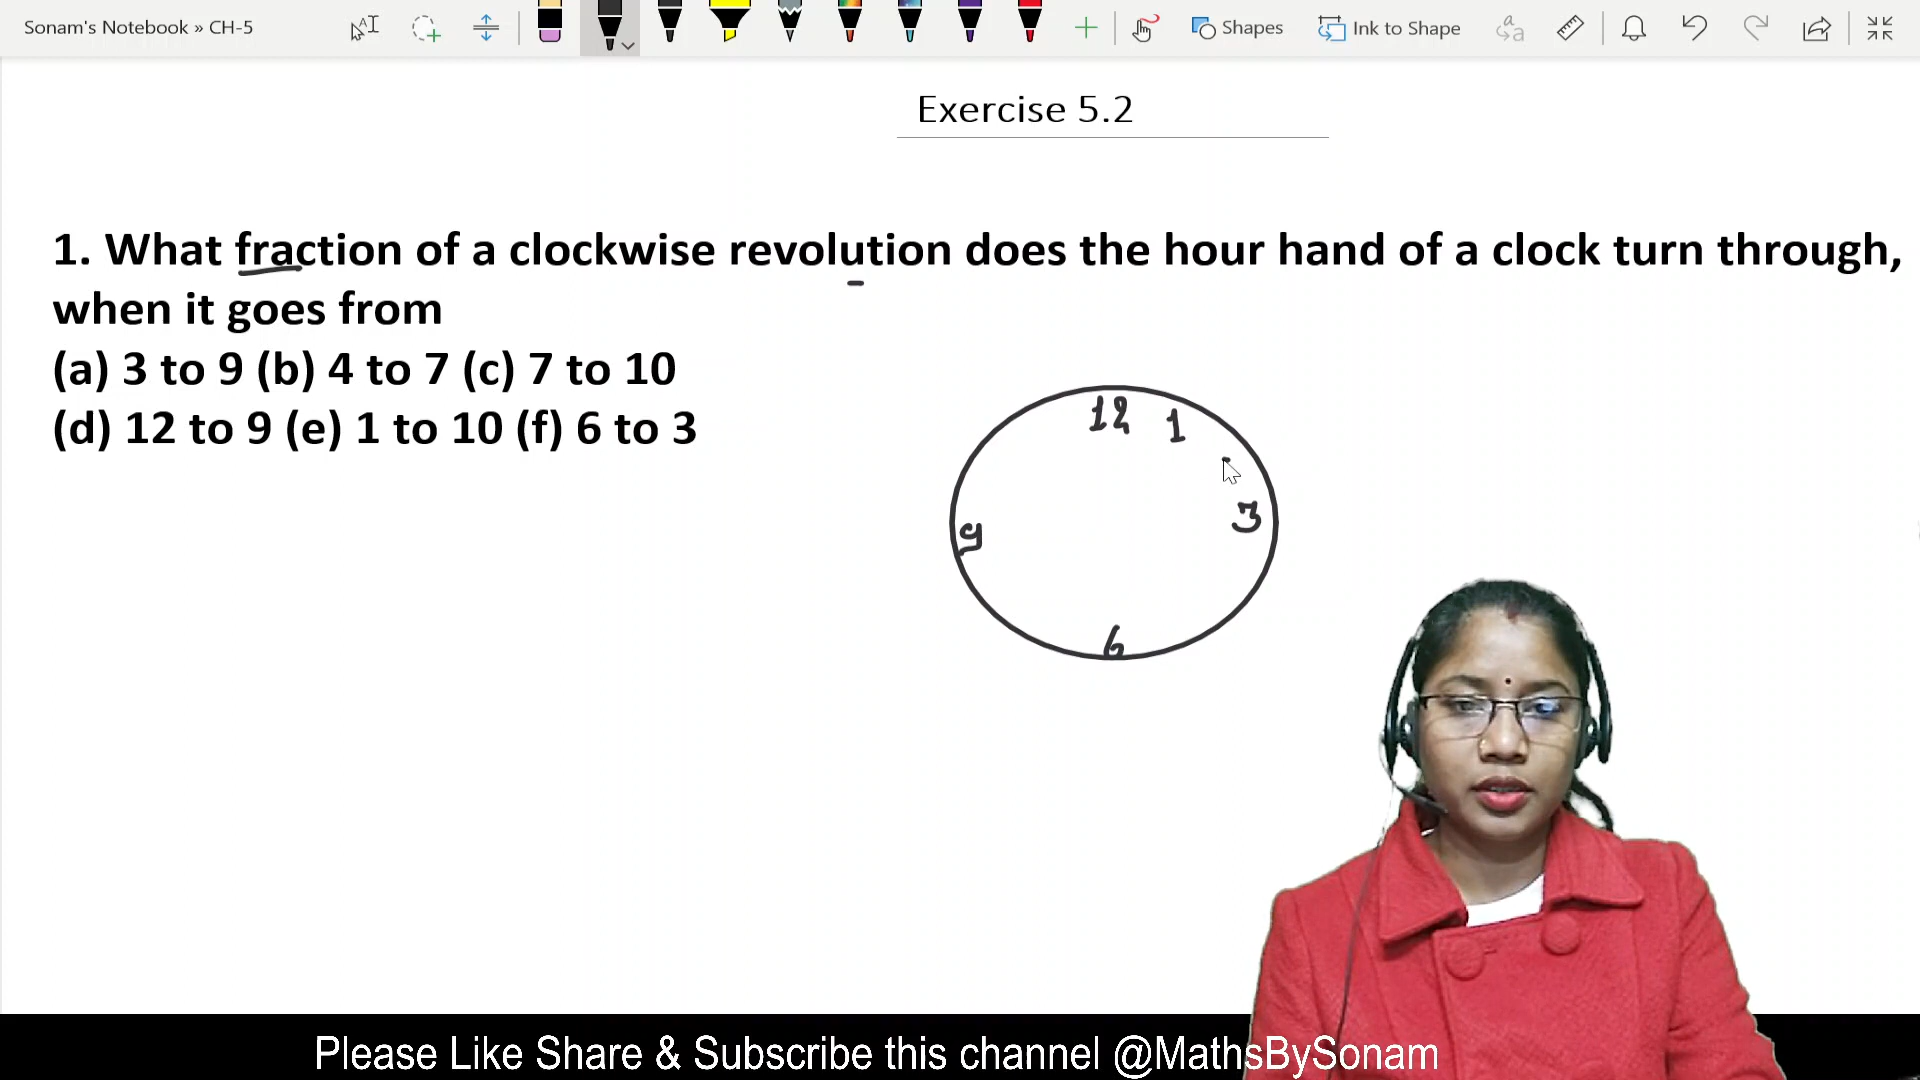 Sonam's Notebook » CH-5
Shapes
Ink to Shape
Exercise 5.2
1. What fraction of a clockwise revolution does the hour hand of a clock turn through,
when it goes from
(a) 3 to 9 (b) 4 to 7 (c) 7 to 10
(d) 12 to 9 (e) 1 to 10 (f) 6 to 3
12 1
3
9
6
Please Like Share & Subscribe this channel @MathsBySonam